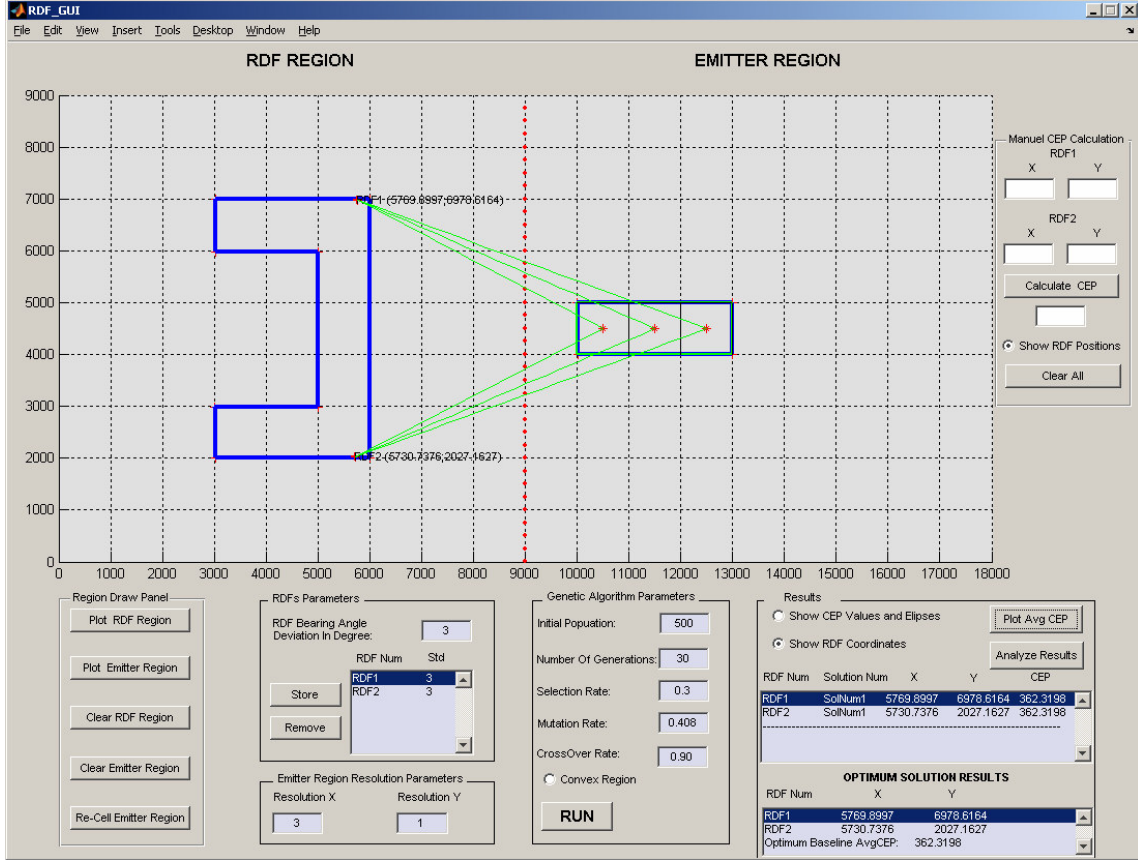 RDF_GUI
File Edit View Insert Tools Desktop Window Help
RDF REGION
EMITTER REGION
9000
8000
7000
6000
5000
4000
3000
2000
1000
0
0 1000 2000 3000 4000 5000 6000 7000 8000 9000 10000 11000 12000 13000 14000 15000 16000 17000 18000
RDF1 (5769.8997;6978.6164)
RDF2 (5730.7376;2027.1627)
Manuel CEP Calculation
RDF1
X Y
RDF2
X Y
Calculate CEP
Show RDF Positions
Clear All
Region Draw Panel
Plot RDF Region
Plot Emitter Region
Clear RDF Region
Clear Emitter Region
Re-Cell Emitter Region
RDFs Parameters
RDF Bearing Angle
Deviation In Degree:
3
RDF Num Std
RDF1 3
RDF2 3
Store
Remove
Emitter Region Resolution Parameters
Resolution X Resolution Y
3 1
Genetic Algorithm Parameters
Initial Popuation: 500
Number Of Generations: 30
Selection Rate: 0.3
Mutation Rate: 0.408
CrossOver Rate: 0.90
Convex Region
RUN
Results
Show CEP Values and Elipses
Plot Avg CEP
Show RDF Coordinates
Analyze Results
RDF Num Solution Num X Y CEP
RDF1 SolNum1 5769.8997 6978.6164 362.3198
RDF2 SolNum1 5730.7376 2027.1627 362.3198
--------------------------------------------------
OPTIMUM SOLUTION RESULTS
RDF Num X Y
RDF1 5769.8997 6978.6164
RDF2 5730.7376 2027.1627
Optimum Baseline AvgCEP: 362.3198